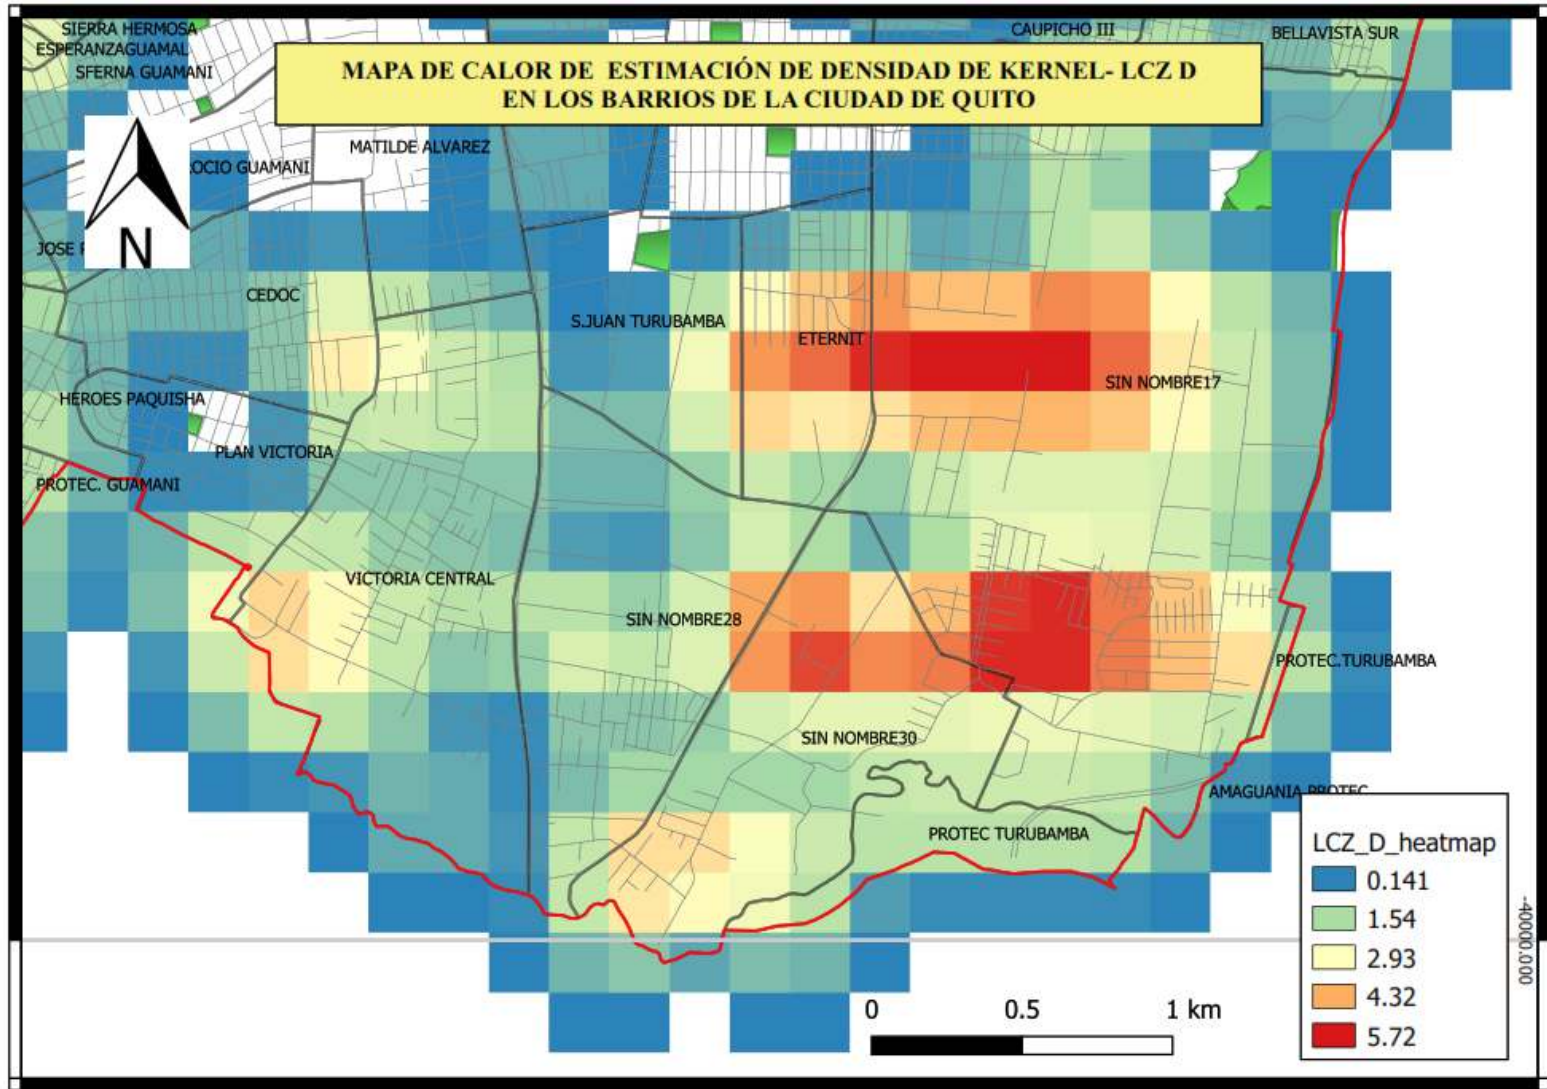 SIERRA HERMOSA
CAUPICHO III
BELLAVISTA SUR
ESPERANZAGUAMAL
SFERNA GUAMANI
MAPA DE CALOR DE ESTIMACIÓN DE DENSIDAD DE KERNEL- LCZ D
EN LOS BARRIOS DE LA CIUDAD DE QUITO
MATILDE ALVAREZ
OCIO GUAMANI
N
JOSE
CEDOC
S.JUAN TURUBAMBA
ETERNIT
SIN NOMBRE17
HEROES PAQUISHA
PLAN VICTORIA
PROTEC. GUAMANI
VICTORIA CENTRAL
SIN NOMBRE28
PROTEC.TURUBAMBA
SIN NOMBRE30
AMAGUANIA PROTEC
PROTEC TURUBAMBA
LCZ_D_heatmap
0.141
1.54
2.93
4.32
5.72
-40000.000
0 0.5 1 km